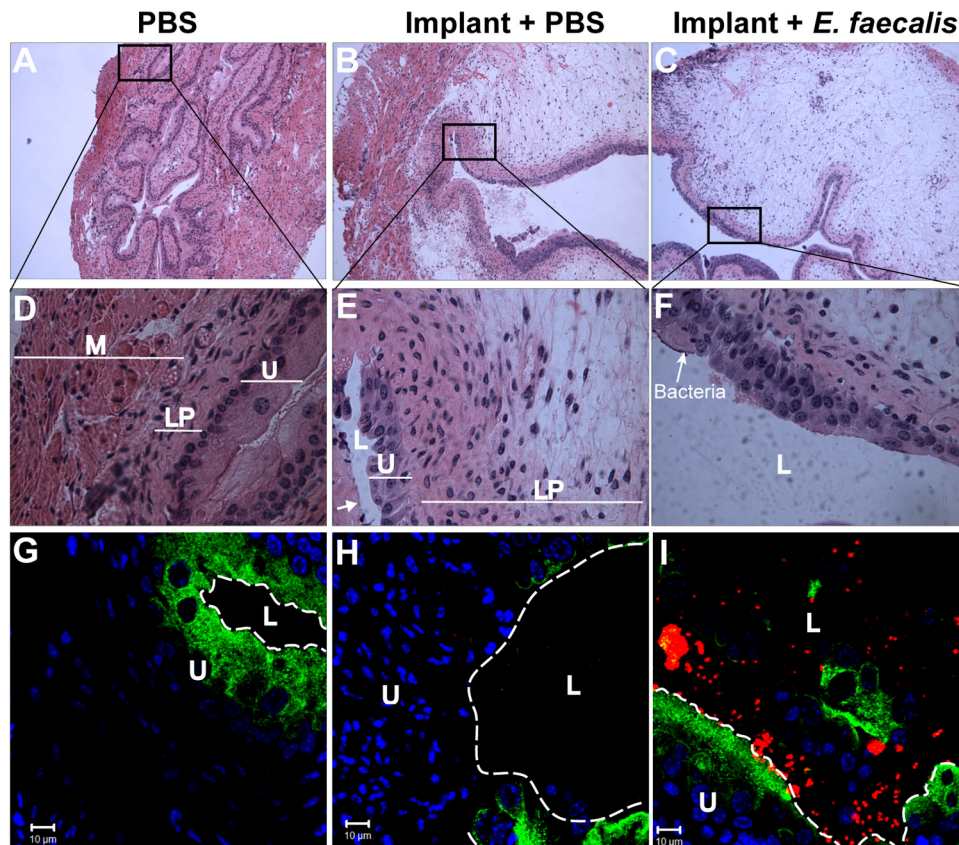 PBS
Implant + PBS
Implant + E. faecalis
A
B
C
D
M
U
LP
E
L
U
LP
F
Bacteria
L
G
L
U
10 µm
H
U
L
10 µm
I
L
U
10 µm